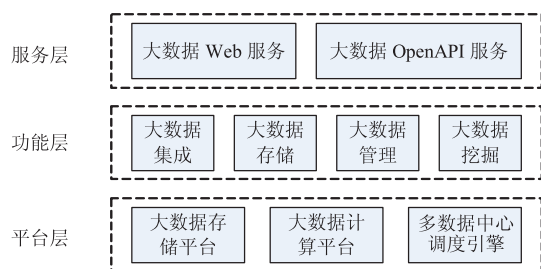 服务层
大数据 Web 服务
大数据 OpenAPI 服务
功能层
大数据
集成
大数据
存储
大数据
管理
大数据
挖掘
平台层
大数据存
储平台
大数据计
算平台
多数据中心
调度引擎